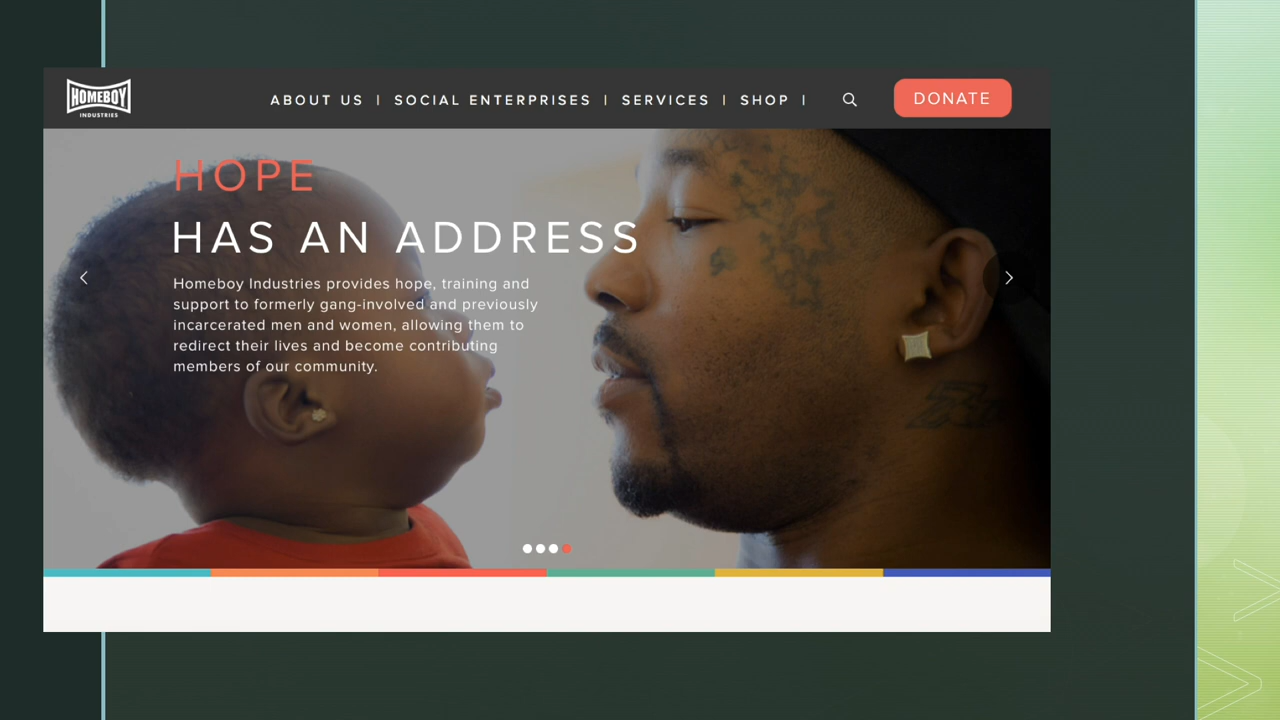 HOMEBOY
INDUSTRIES
ABOUT US | SOCIAL ENTERPRISES | SERVICES | SHOP |
DONATE
HOPE
HAS AN ADDRESS
Homeboy Industries provides hope, training and
support to formerly gang-involved and previously
incarcerated men and women, allowing them to
redirect their lives and become contributing
members of our community.